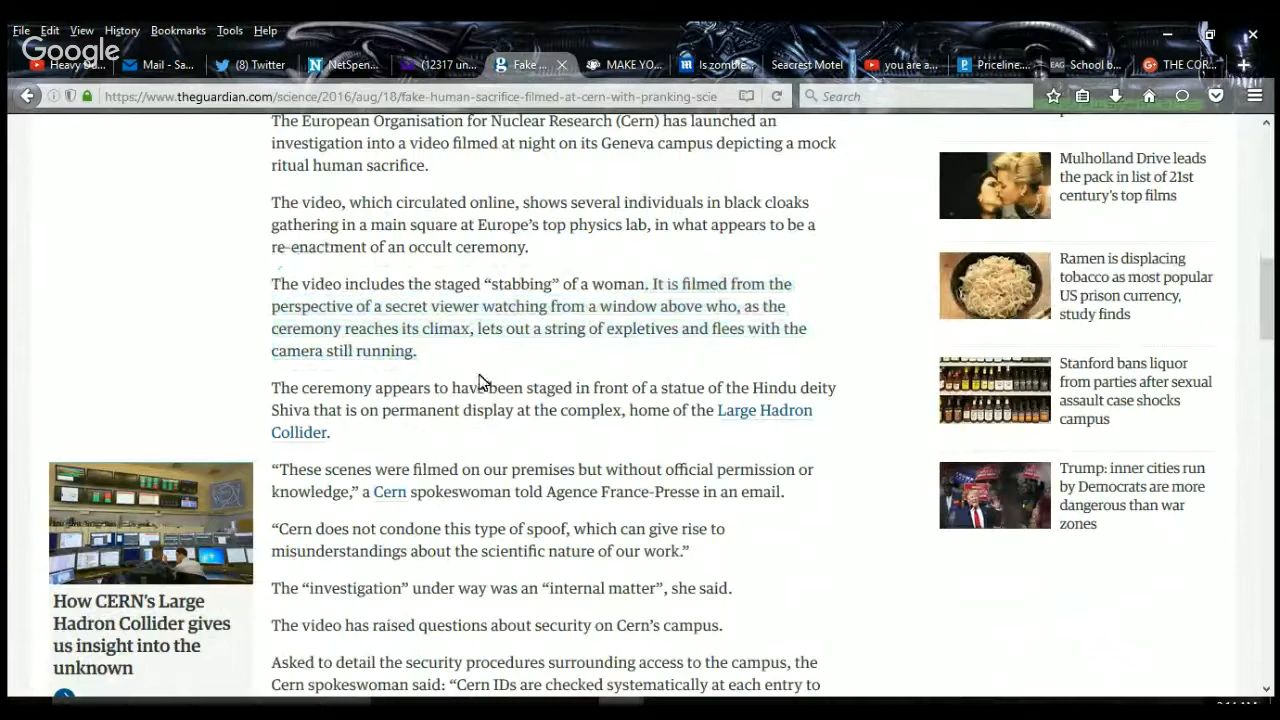 File Edit View History Bookmarks Tools Help
Google
Heavy Du... Mail - Sa... (8) Twitter NetSpen... (12317 un... Fake ... MAKE YO... Is zombie... Seacrest Motel you are a... Priceline.... School b... THE COR...
https://www.theguardian.com/science/2016/aug/18/fake-human-sacrifice-filmed-at-cern-with-pranking-scie Search
The European Organisation for Nuclear Research (Cern) has launched an
investigation into a video filmed at night on its Geneva campus depicting a mock
ritual human sacrifice.
The video, which circulated online, shows several individuals in black cloaks
gathering in a main square at Europe's top physics lab, in what appears to be a
re-enactment of an occult ceremony.
The video includes the staged “stabbing” of a woman. It is filmed from the
perspective of a secret viewer watching from a window above who, as the
ceremony reaches its climax, lets out a string of expletives and flees with the
camera still running.
The ceremony appears to have been staged in front of a statue of the Hindu deity
Shiva that is on permanent display at the complex, home of the Large Hadron
Collider.
“These scenes were filmed on our premises but without official permission or
knowledge,” a Cern spokeswoman told Agence France-Presse in an email.
“Cern does not condone this type of spoof, which can give rise to
misunderstandings about the scientific nature of our work.”
The “investigation” under way was an “internal matter”, she said.
The video has raised questions about security on Cern's campus.
Asked to detail the security procedures surrounding access to the campus, the
Cern spokeswoman said: “Cern IDs are checked systematically at each entry to
How CERN's Large
Hadron Collider gives
us insight into the
unknown
Mulholland Drive leads
the pack in list of 21st
century's top films
Ramen is displacing
tobacco as most popular
US prison currency,
study finds
Stanford bans liquor
from parties after sexual
assault case shocks
campus
Trump: inner cities run
by Democrats are more
dangerous than war
zones